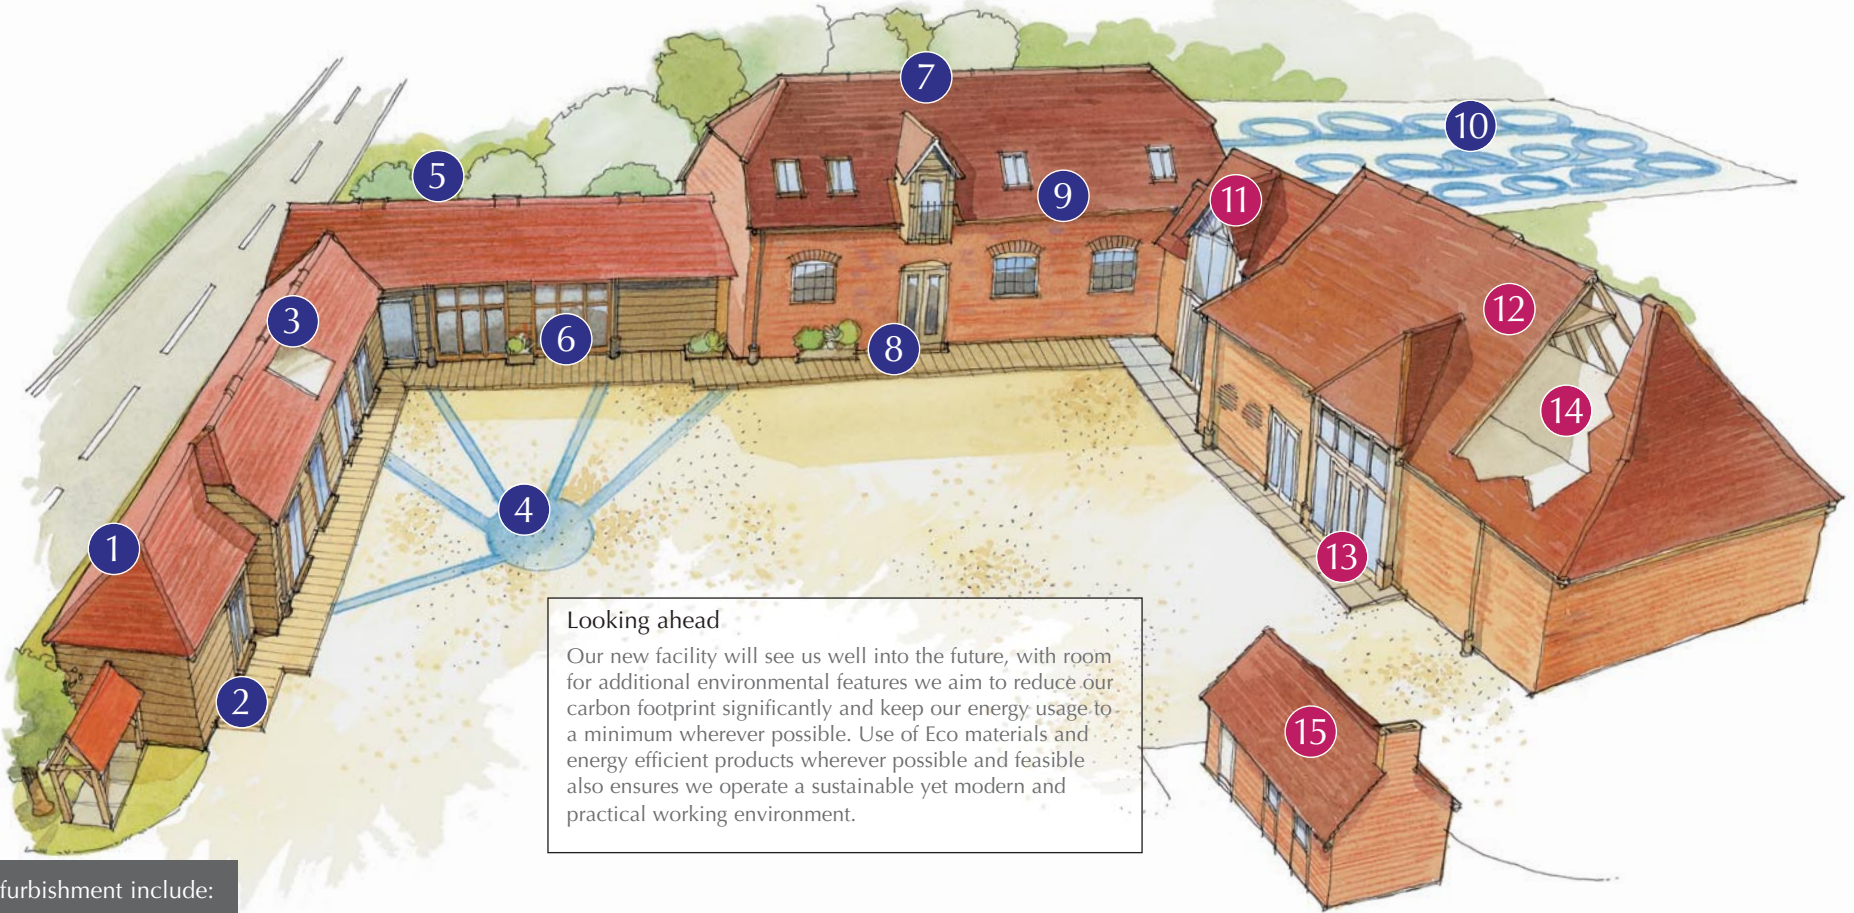 7
10
5
9
11
12
3
6
8
14
4
1
13
Looking ahead
Our new facility will see us well into the future, with room
for additional environmental features we aim to reduce our
carbon footprint significantly and keep our energy usage to
a minimum wherever possible. Use of Eco materials and
energy efficient products wherever possible and feasible
also ensures we operate a sustainable yet modern and
practical working environment.
2
15
furbishment include: